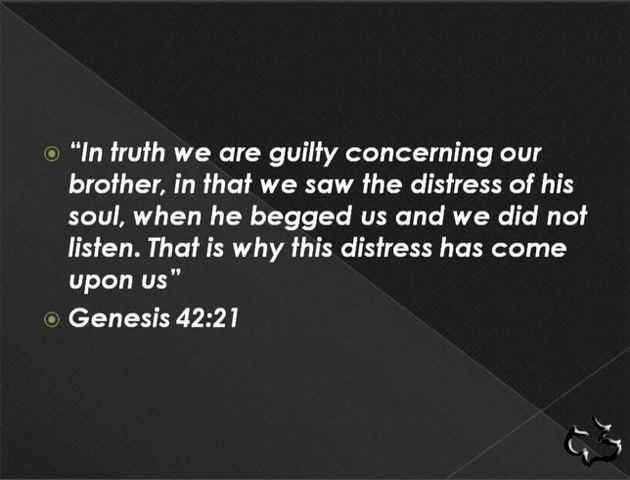 “In truth we are guilty concerning our
brother, in that we saw the distress of his
soul, when he begged us and we did not
listen. That is why this distress has come
upon us”
Genesis 42:21